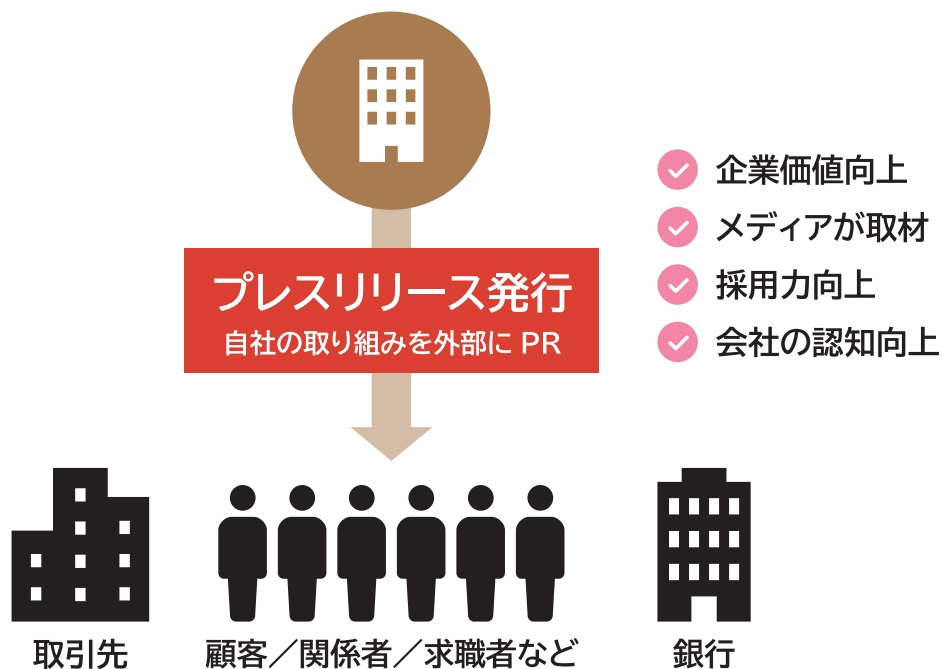 プレスリリース発行
自社の取り組みを外部に PR
企業価値向上
メディアが取材
採用力向上
会社の認知向上
取引先
顧客／関係者／求職者など
銀行